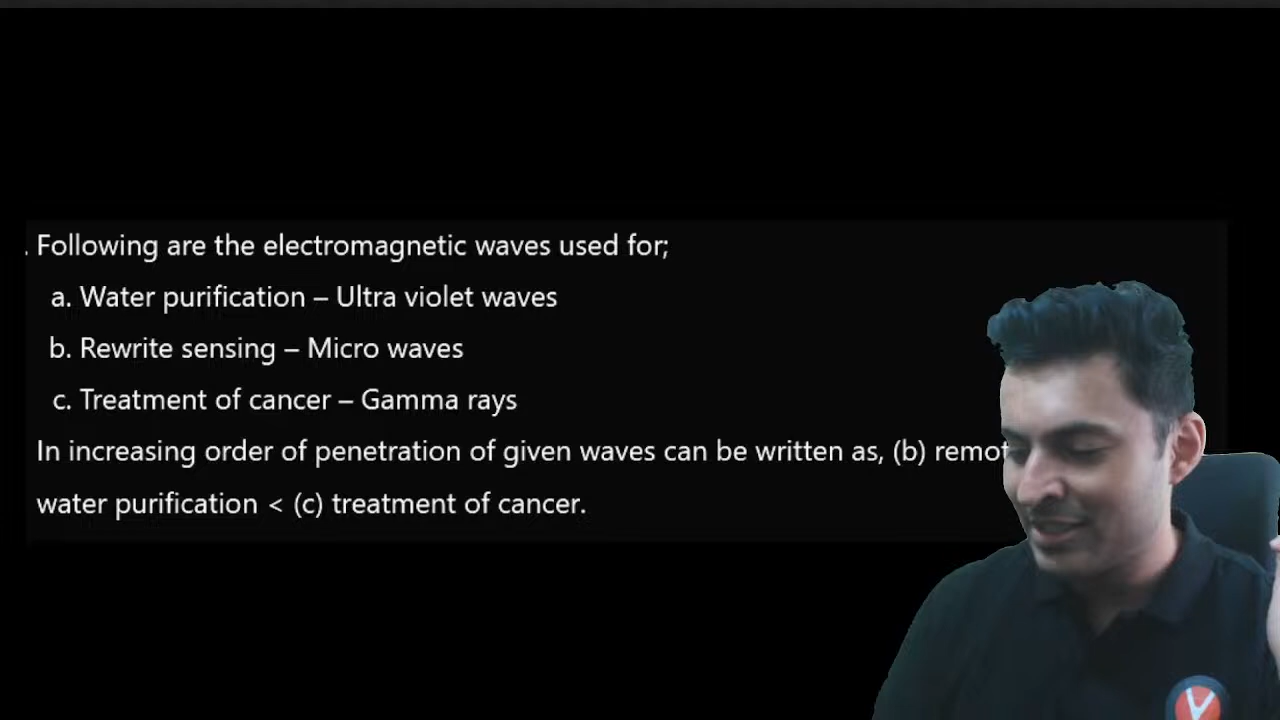 . Following are the electromagnetic waves used for;
a. Water purification – Ultra violet waves
b. Rewrite sensing – Micro waves
c. Treatment of cancer – Gamma rays
In increasing order of penetration of given waves can be written as, (b)
water purification < (c) treatment of cancer.